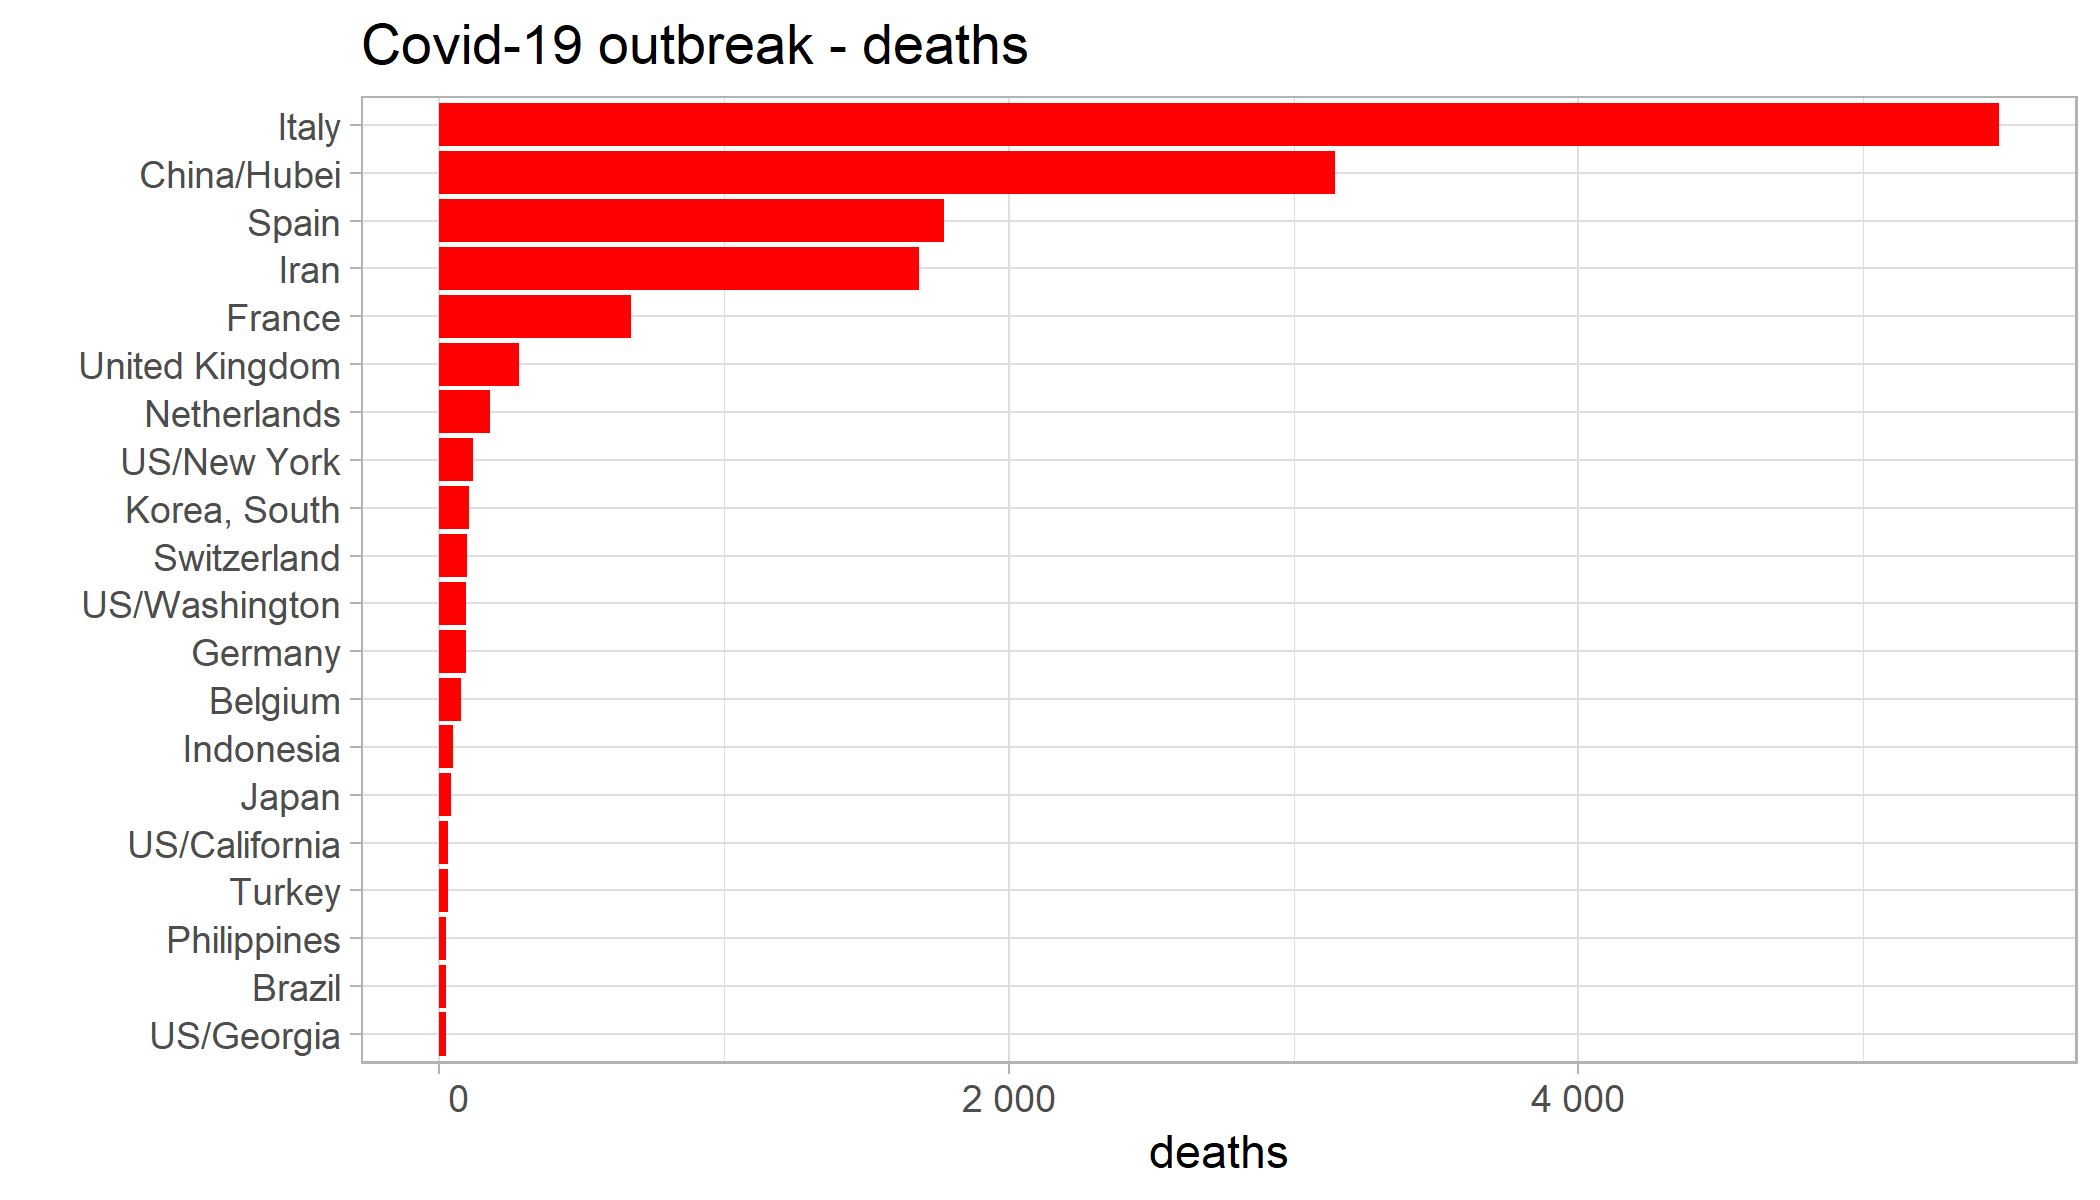 Covid-19 outbreak - deaths
Italy
China/Hubei
Spain
Iran
France
United Kingdom
Netherlands
US/New York
Korea, South
Switzerland
US/Washington
Germany
Belgium
Indonesia
Japan
US/California
Turkey
Philippines
Brazil
US/Georgia
0 2 000 4 000
deaths